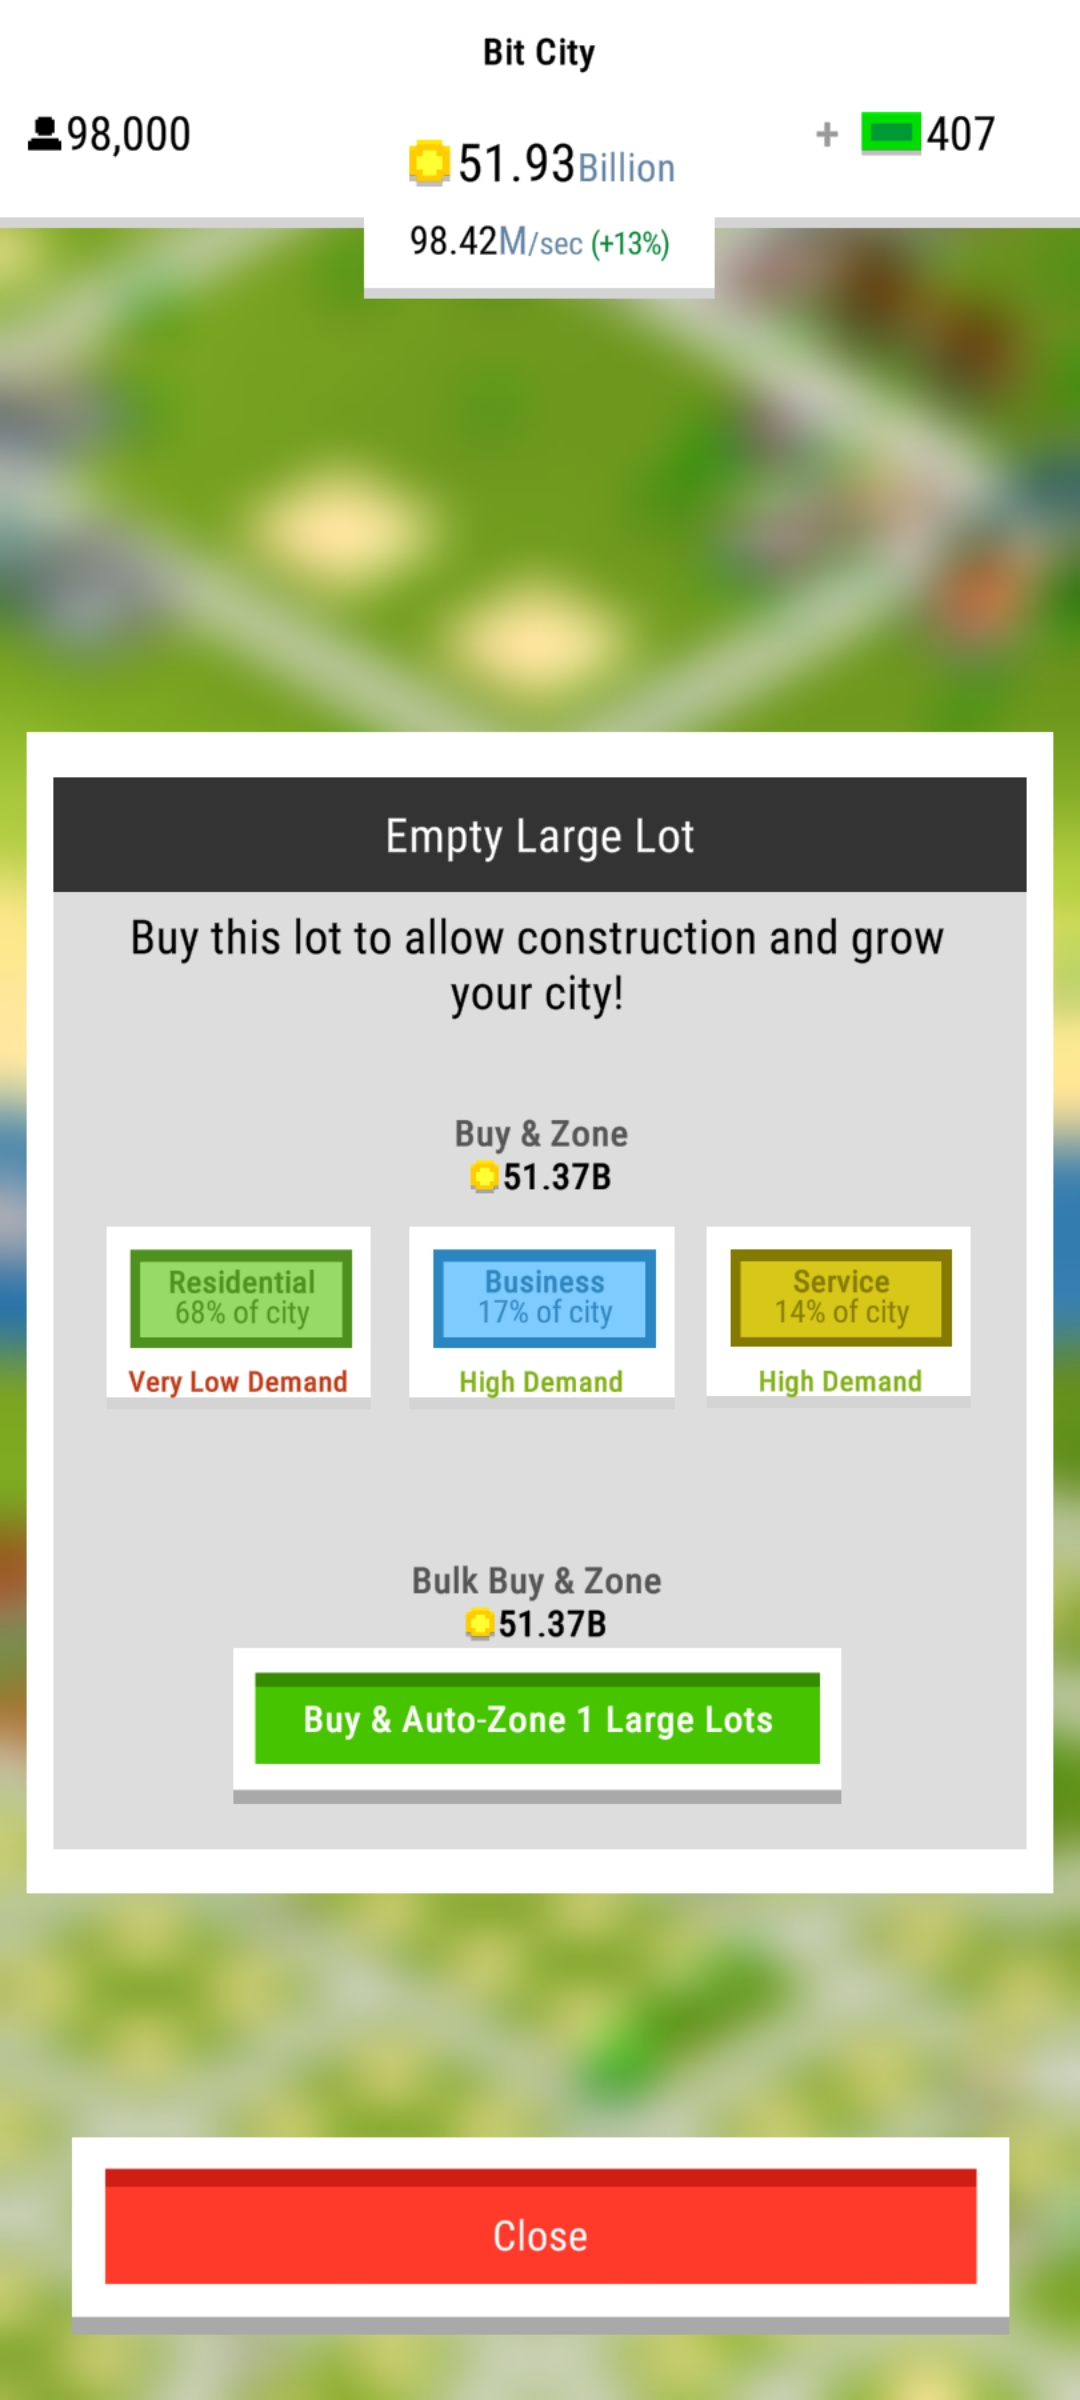 Bit City
98,000
51.93Billion
+ 407
98.42M/sec (+13%)
Empty Large Lot
Buy this lot to allow construction and grow
your city!
Buy & Zone
51.37B
Residential
68% of city
Very Low Demand
Business
17% of city
High Demand
Service
14% of city
High Demand
Bulk Buy & Zone
51.37B
Buy & Auto-Zone 1 Large Lots
Close